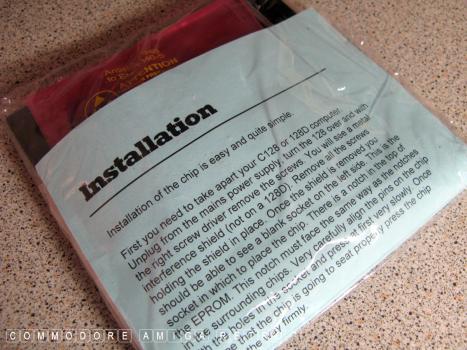 ATTENTION
Installation
Installation of the chip is easy and quite simple.
First you need to take apart your C128 or 128D computer.
Unplug from the mains power supply, turn the 128 over and with
the right screw driver remove the screws. You will see a metal
interference shield (not on a 128D). Remove all the screws
holding the shield in place. Once the shield is removed you
should be able to see a blank socket on the left side. This is the
socket in which to place the chip. There is a notch in the top of
EPROM. This notch must face the same way as the notches
in the surrounding chips. Very carefully align the pins on the chip
the holes in the socket and press at first very slowly. Once
that the chip is going to seat properly press the chip
the way firmly.
COMMODORE AMIGA RETRO